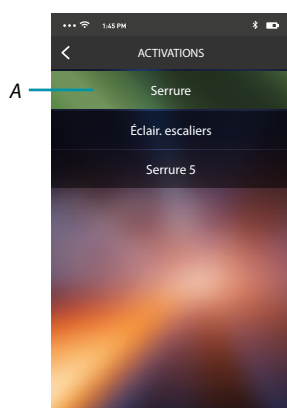 1:45 PM
ACTIVATIONS
A
Serrure
Éclair. escaliers
Serrure 5